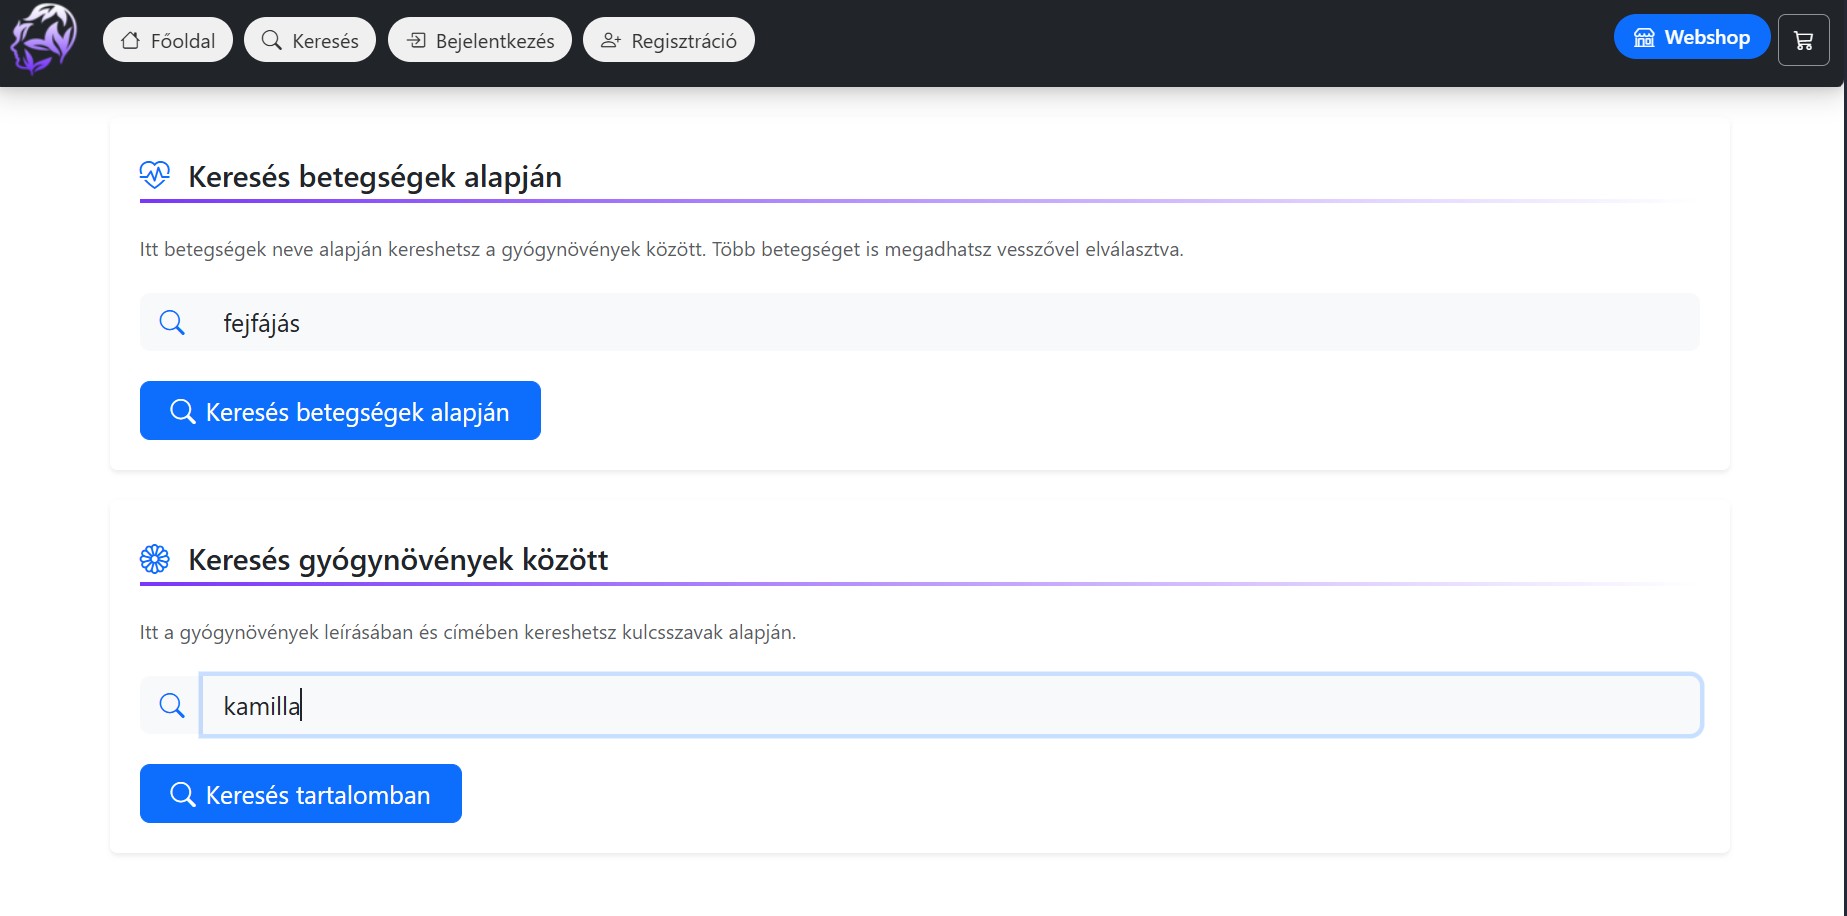 Főoldal Keresés Bejelentkezés Regisztráció Webshop
Keresés betegségek alapján
Itt betegségek neve alapján kereshetsz a gyógynövények között. Több betegséget is megadhatsz vesszővel elválasztva.
fejfájás
Keresés betegségek alapján
Keresés gyógynövények között
Itt a gyógynövények leírásában és címében kereshetsz kulcsszavak alapján.
kamilla
Keresés tartalomban